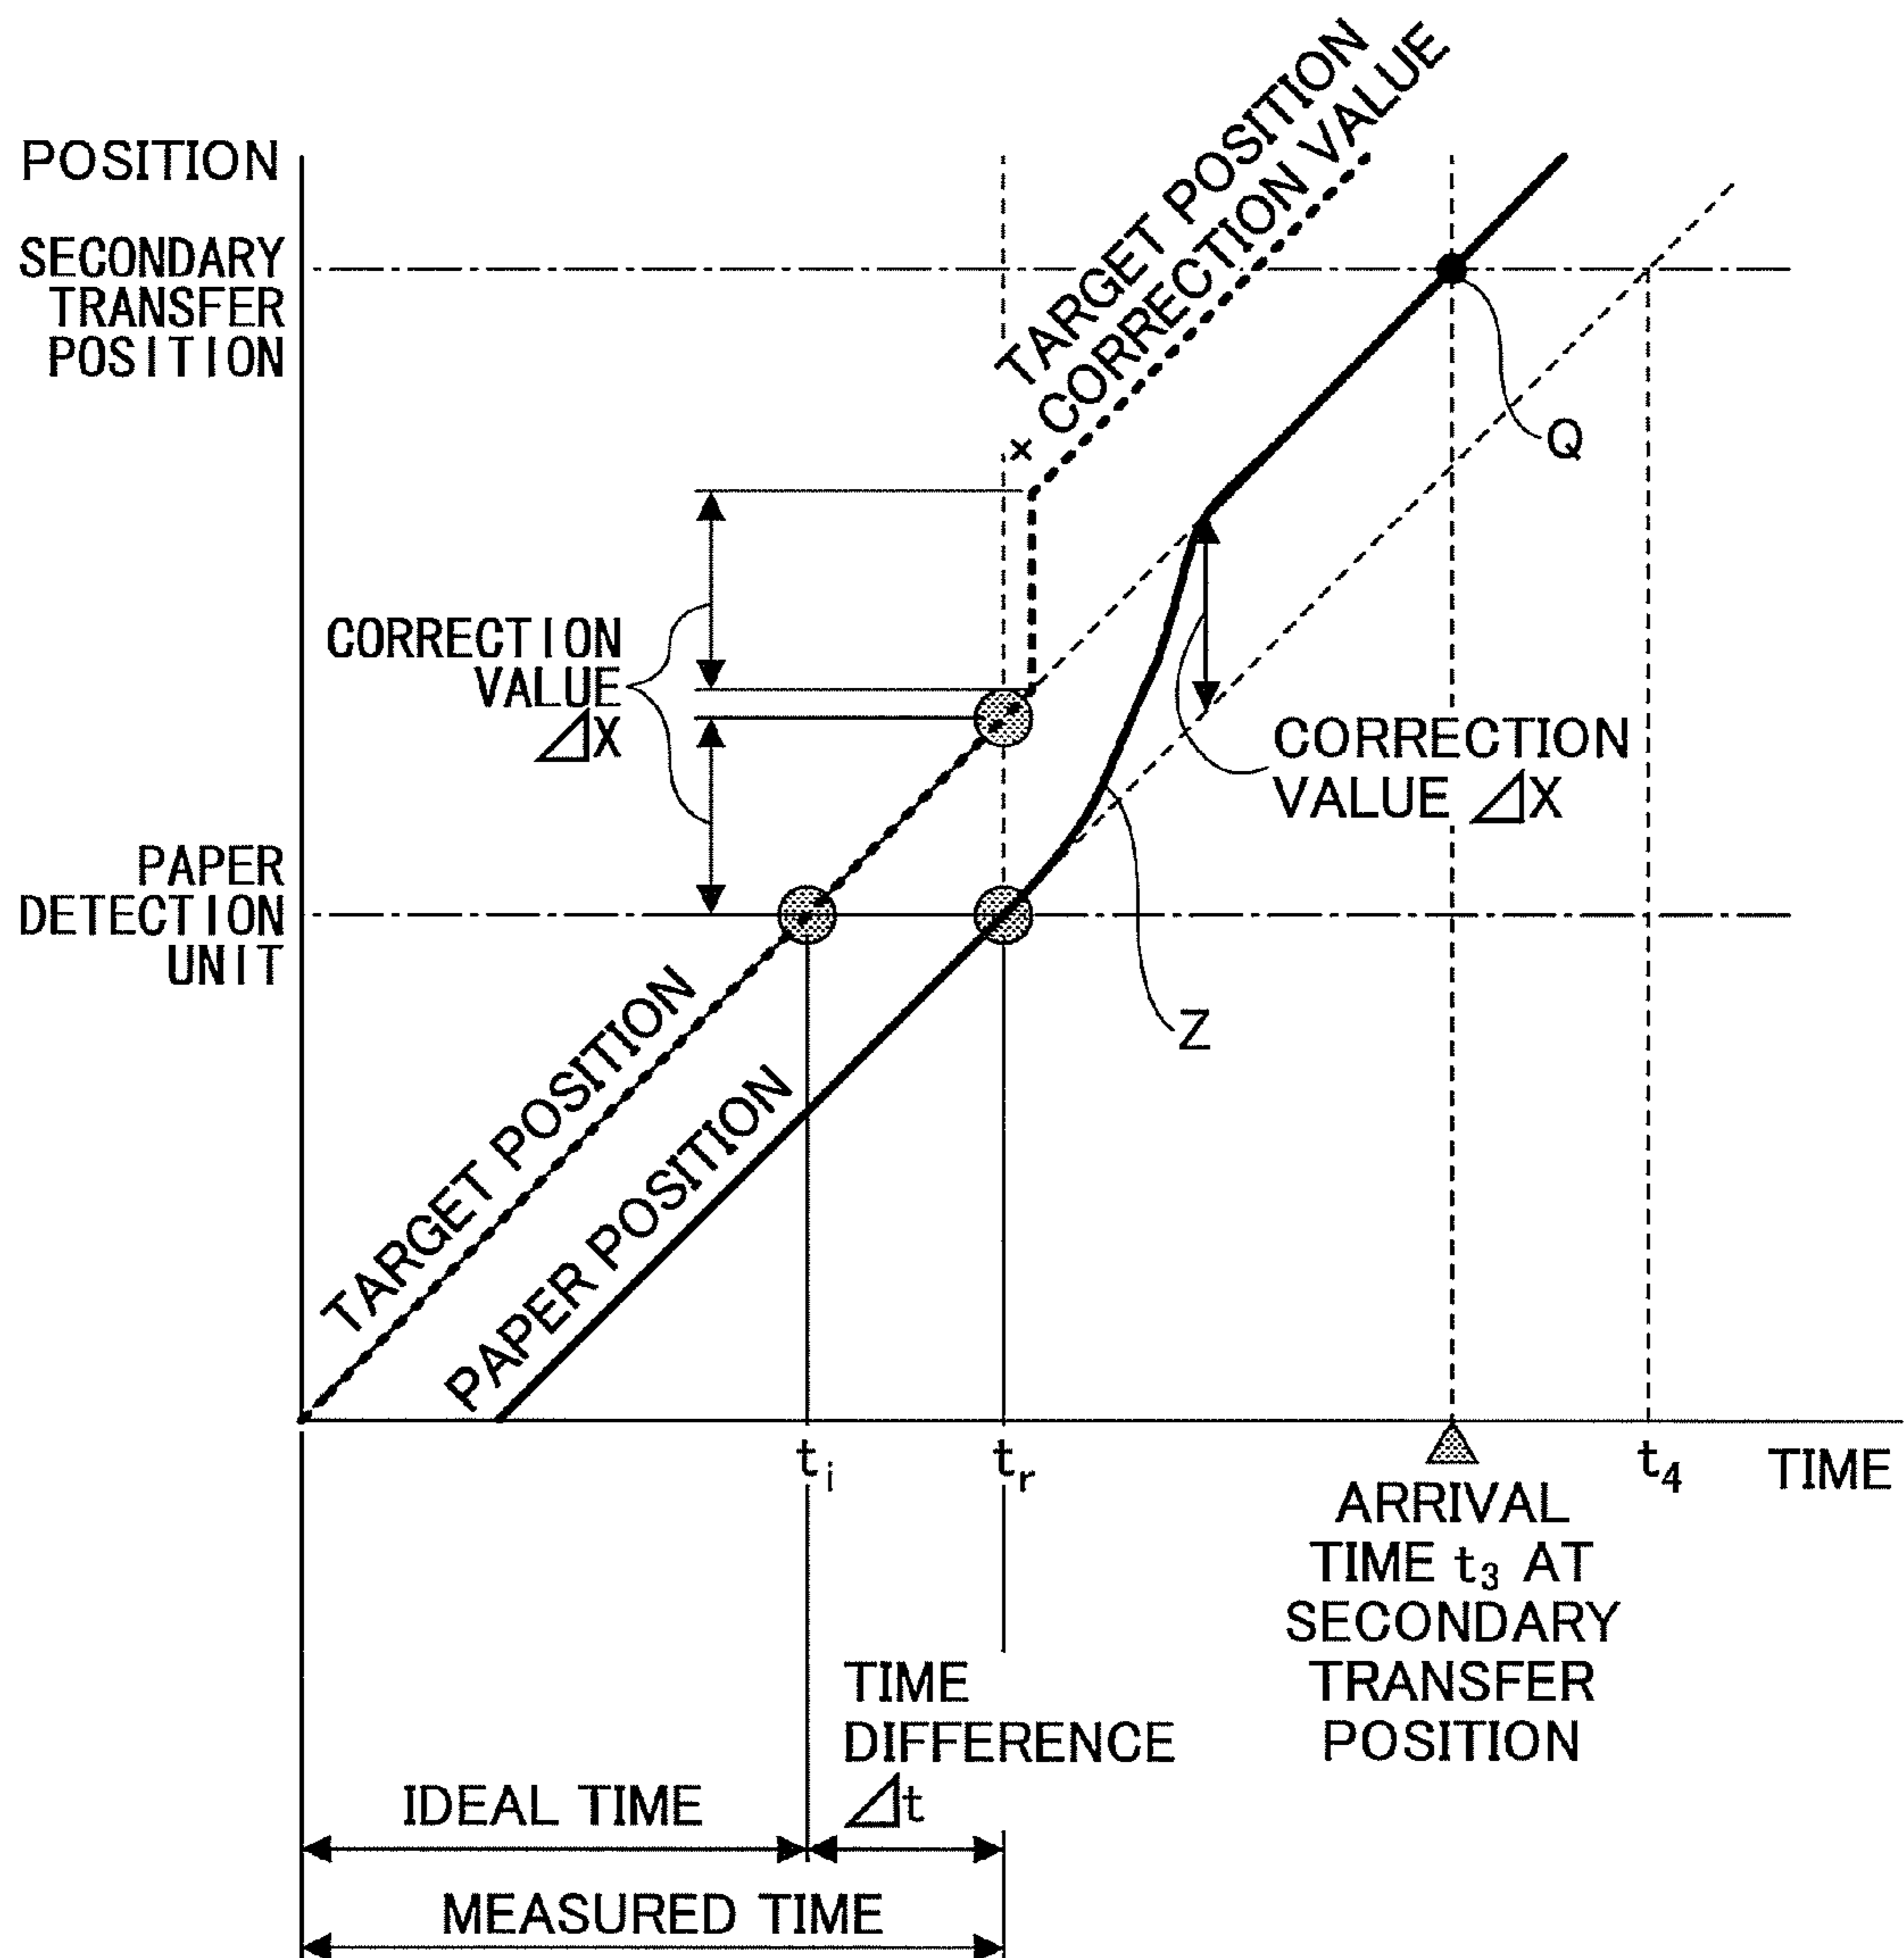 POSITION
SECONDARY
TRANSFER
POSITION
TARGET POSITION
+ CORRECTION VALUE
Q
CORRECTION
VALUE
⊿X
CORRECTION
VALUE ⊿X
PAPER
DETECTION
UNIT
Z
TARGET POSITION
PAPER POSITION
ti
tr
t4
TIME
ARRIVAL
TIME t3 AT
SECONDARY
TRANSFER
POSITION
TIME
DIFFERENCE
⊿t
IDEAL TIME
MEASURED TIME